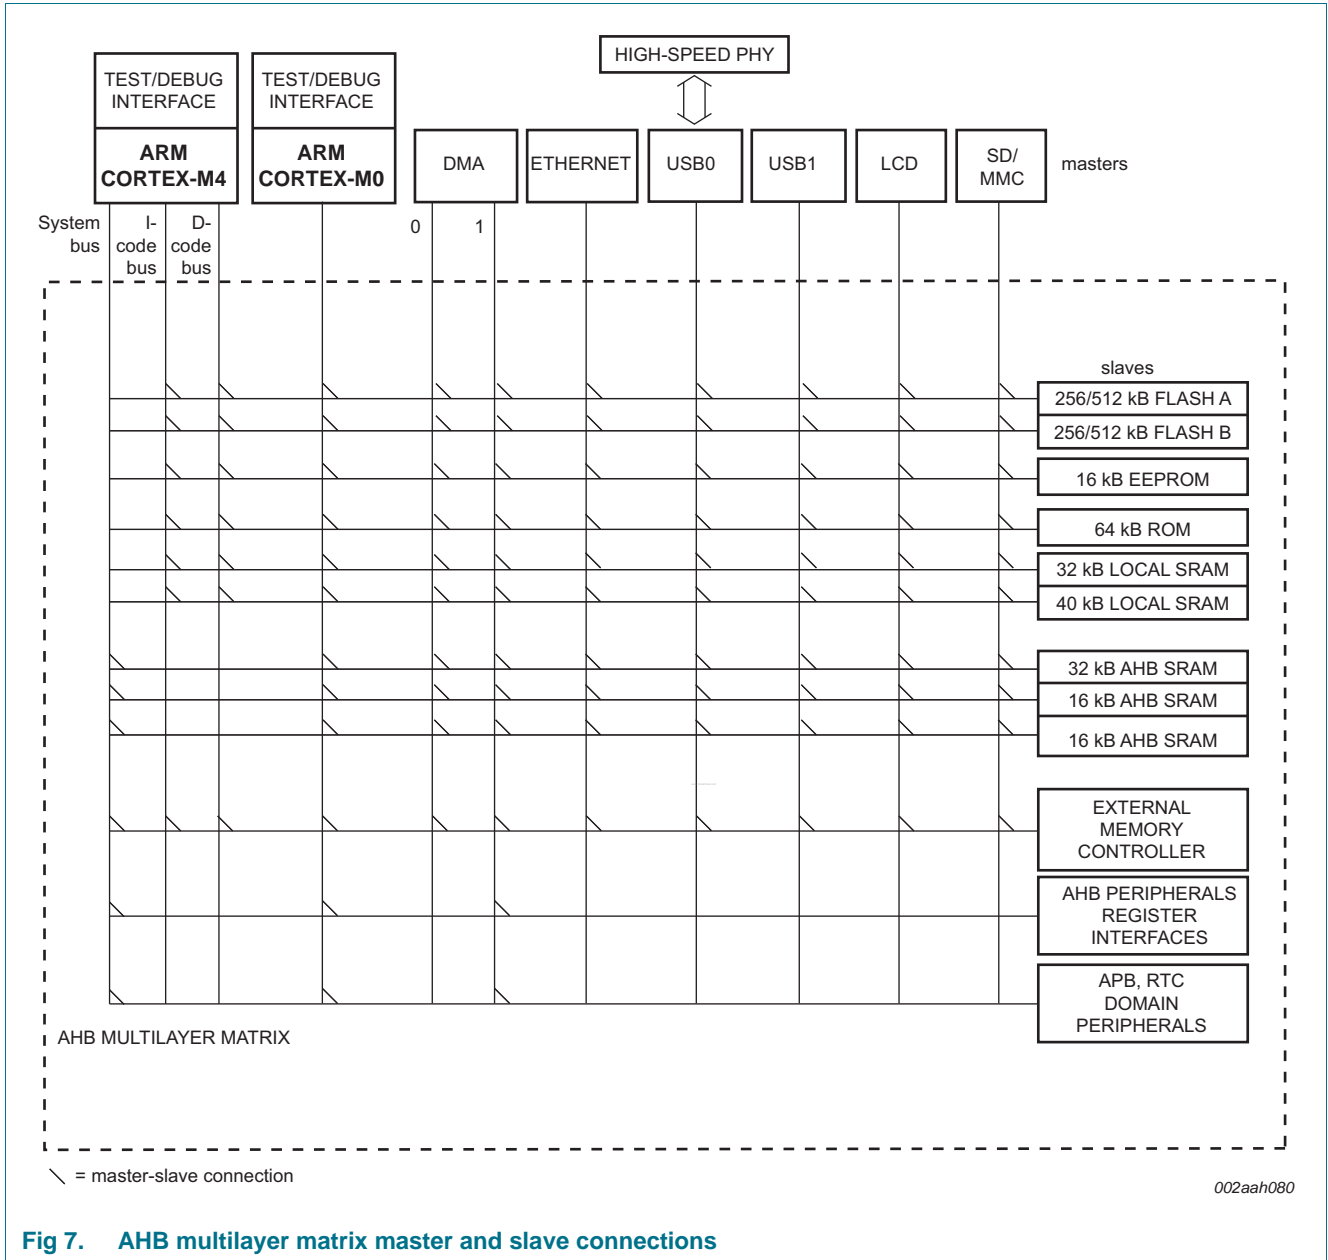 HIGH-SPEED PHY
TEST/DEBUG
INTERFACE
TEST/DEBUG
INTERFACE
ARM
CORTEX-M4
ARM
CORTEX-M0
DMA
ETHERNET
USB0
USB1
LCD
SD/
MMC
masters
System
bus
I-
code
bus
D-
code
bus
0
1
slaves
256/512 kB FLASH A
256/512 kB FLASH B
16 kB EEPROM
64 kB ROM
32 kB LOCAL SRAM
40 kB LOCAL SRAM
32 kB AHB SRAM
16 kB AHB SRAM
16 kB AHB SRAM
EXTERNAL
MEMORY
CONTROLLER
AHB PERIPHERALS
REGISTER
INTERFACES
APB, RTC
DOMAIN
PERIPHERALS
AHB MULTILAYER MATRIX
= master-slave connection
002aah080
Fig 7. AHB multilayer matrix master and slave connections